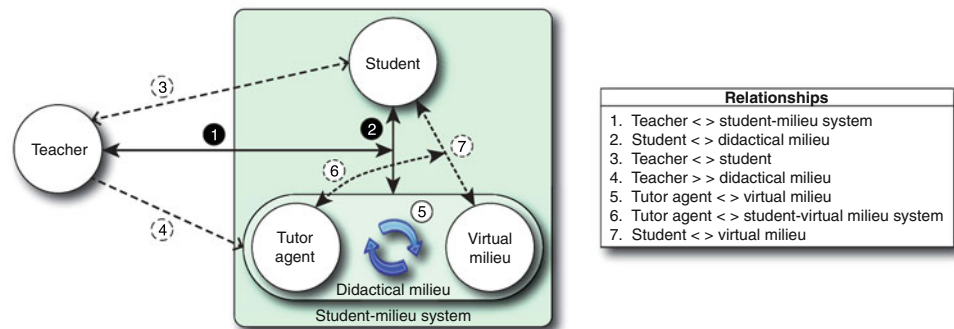 Student
3
1
2
Teacher
7
6
4
5
Tutor
agent
Virtual
milieu
Didactical milieu
Student-milieu system
Relationships
1. Teacher < > student-milieu system
2. Student < > didactical milieu
3. Teacher < > student
4. Teacher > > didactical milieu
5. Tutor agent < > virtual milieu
6. Tutor agent < > student-virtual milieu system
7. Student < > virtual milieu